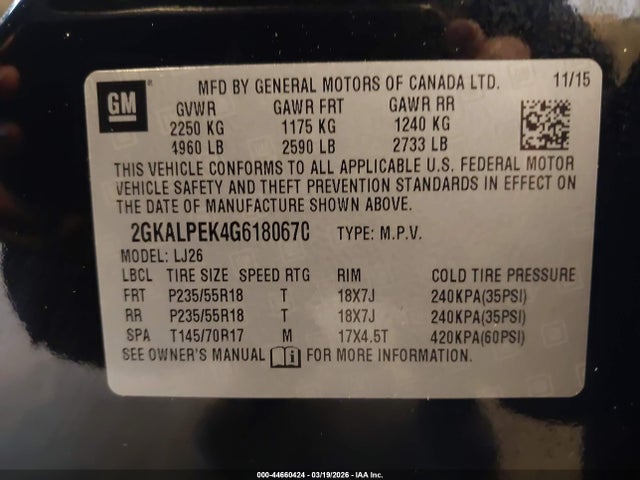 GM ®
MFD BY GENERAL MOTORS OF CANADA LTD. 11/15
GVWR GAWR FRT GAWR RR
2250 KG 1175 KG 1240 KG
4960 LB 2590 LB 2733 LB
THIS VEHICLE CONFORMS TO ALL APPLICABLE U.S. FEDERAL MOTOR
VEHICLE SAFETY AND THEFT PREVENTION STANDARDS IN EFFECT ON
THE DATE OF MANUFACTURE SHOWN ABOVE.
2GKALPEK4G618067C TYPE: M.P.V.
MODEL: LJ26
LBCL TIRE SIZE SPEED RTG RIM COLD TIRE PRESSURE
FRT P235/55R18 T 18X7J 240KPA(35PSI)
RR P235/55R18 T 18X7J 240KPA(35PSI)
SPA T145/70R17 M 17X4.5T 420KPA(60PSI)
SEE OWNER'S MANUAL FOR MORE INFORMATION.
000-44660424 - 03/19/2026 - IAA Inc.